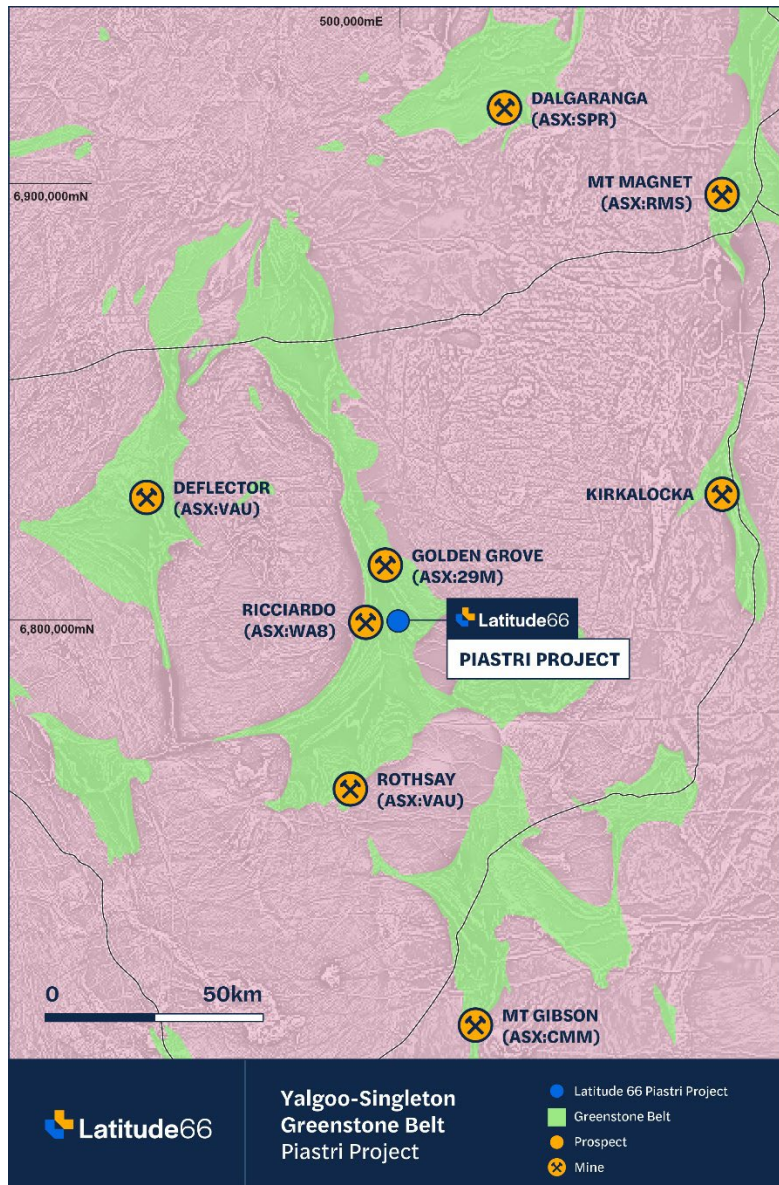 500,000mE
DALGARANGA
(ASX:SPR)
MT MAGNET
(ASX:RMS)
6,900,000mN
DEFLECTOR
(ASX:VAU)
KIRKALOCKA
GOLDEN GROVE
(ASX:29M)
RICCIARDO
(ASX:WA8)
6,800,000mN
Latitude66
PIASTRI PROJECT
ROTHSAY
(ASX:VAU)
0 50km
MT GIBSON
(ASX:CMM)
Latitude66
Yalgoo-Singleton
Greenstone Belt
Piastri Project
Latitude 66 Piastri Project
Greenstone Belt
Prospect
Mine